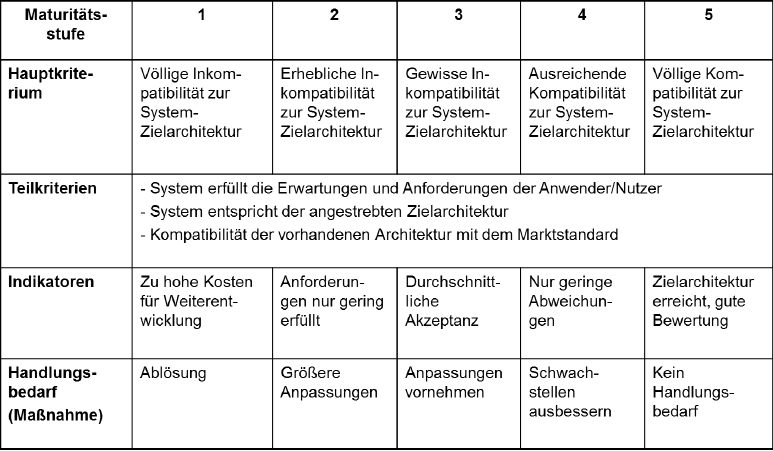 Maturitäts-
stufe
1
2
3
4
5
Hauptkrite-
rium
Völlige Inkom-
patibilität zur
System-
Zielarchitektur
Erhebliche In-
kompatibilität
zur System-
Zielarchitektur
Gewisse In-
kompatibilität
zur System-
Zielarchitektur
Ausreichende
Kompatibilität
zur System-
Zielarchitektur
Völlige Kom-
patibilität zur
System-
Zielarchitektur
Teilkriterien
- System erfüllt die Erwartungen und Anforderungen der Anwender/Nutzer
- System entspricht der angestrebten Zielarchitektur
- Kompatibilität der vorhandenen Architektur mit dem Marktstandard
Indikatoren
Zu hohe Kosten
für Weiterent-
wicklung
Anforderun-
gen nur gering
erfüllt
Durchschnitt-
liche
Akzeptanz
Nur geringe
Abweichun-
gen
Zielarchitektur
erreicht, gute
Bewertung
Handlungs-
bedarf
(Maßnahme)
Ablösung
Größere
Anpassungen
Anpassungen
vornehmen
Schwach-
stellen
ausbessern
Kein
Handlungs-
bedarf